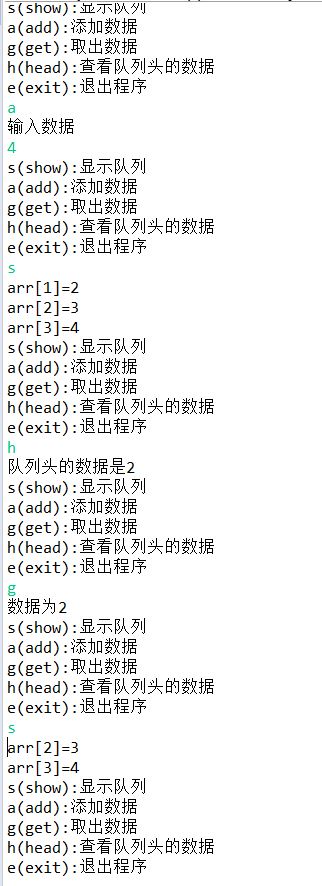 s(show):显示队列
a(add):添加数据
g(get):取出数据
h(head):查看队列头的数据
e(exit):退出程序
a
输入数据
4
s(show):显示队列
a(add):添加数据
g(get):取出数据
h(head):查看队列头的数据
e(exit):退出程序
s
arr[1]=2
arr[2]=3
arr[3]=4
s(show):显示队列
a(add):添加数据
g(get):取出数据
h(head):查看队列头的数据
e(exit):退出程序
h
队列头的数据是2
s(show):显示队列
a(add):添加数据
g(get):取出数据
h(head):查看队列头的数据
e(exit):退出程序
g
数据为2
s(show):显示队列
a(add):添加数据
g(get):取出数据
h(head):查看队列头的数据
e(exit):退出程序
s
arr[2]=3
arr[3]=4
s(show):显示队列
a(add):添加数据
g(get):取出数据
h(head):查看队列头的数据
e(exit):退出程序